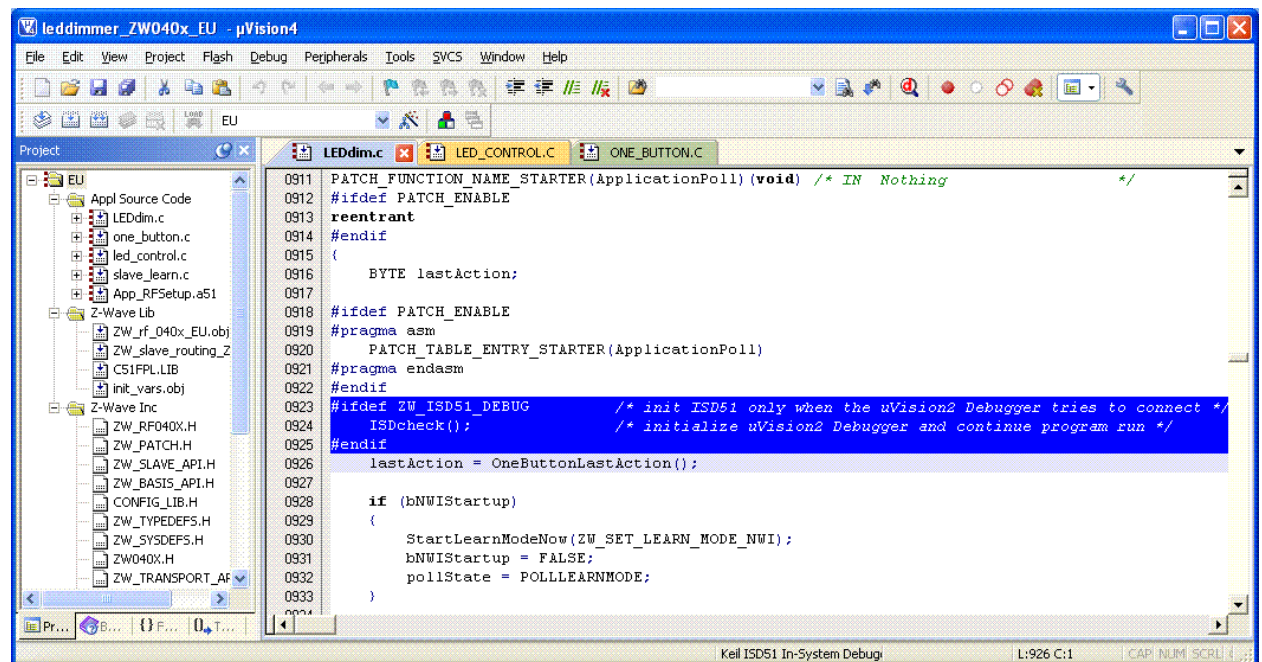 leddimmer_ZW040x_EU - µVision4
File Edit View Project Flash Debug Peripherals Tools SVCS Window Help
LOAD EU
Project
LEDdim.c LED_CONTROL.C ONE_BUTTON.C
EU
Appl Source Code
LEDdim.c
one_button.c
led_control.c
slave_learn.c
App_RFSetup.a51
Z-Wave Lib
ZW_rf_040x_EU.obj
ZW_slave_routing_Z
C51FPL.LIB
init_vars.obj
Z-Wave Inc
ZW_RF040X.H
ZW_PATCH.H
ZW_SLAVE_API.H
ZW_BASIS_API.H
CONFIG_LIB.H
ZW_TYPEDEFS.H
ZW_SYSDEFS.H
ZW040X.H
ZW_TRANSPORT_AF
Pr... B... {} F... 0. T...
0911 PATCH_FUNCTION_NAME_STARTER(ApplicationPoll)(void) /* IN Nothing */
0912 #ifdef PATCH_ENABLE
0913 reentrant
0914 #endif
0915 {
0916 BYTE lastAction;
0917
0918 #ifdef PATCH_ENABLE
0919 #pragma asm
0920 PATCH_TABLE_ENTRY_STARTER(ApplicationPoll)
0921 #pragma endasm
0922 #endif
0923 #ifdef ZW_ISD51_DEBUG /* init ISD51 only when the uVision2 Debugger tries to connect */
0924 ISDcheck(); /* initialize uVision2 Debugger and continue program run */
0925 #endif
0926 lastAction = OneButtonLastAction();
0927
0928 if (bNWIStartup)
0929 {
0930 StartLearnModeNow(ZW_SET_LEARN_MODE_NWI);
0931 bNWIStartup = FALSE;
0932 pollState = POLLLEARNMODE;
0933 }
Keil ISD51 In-System Debug L:926 C:1 CAP NUM SCRL